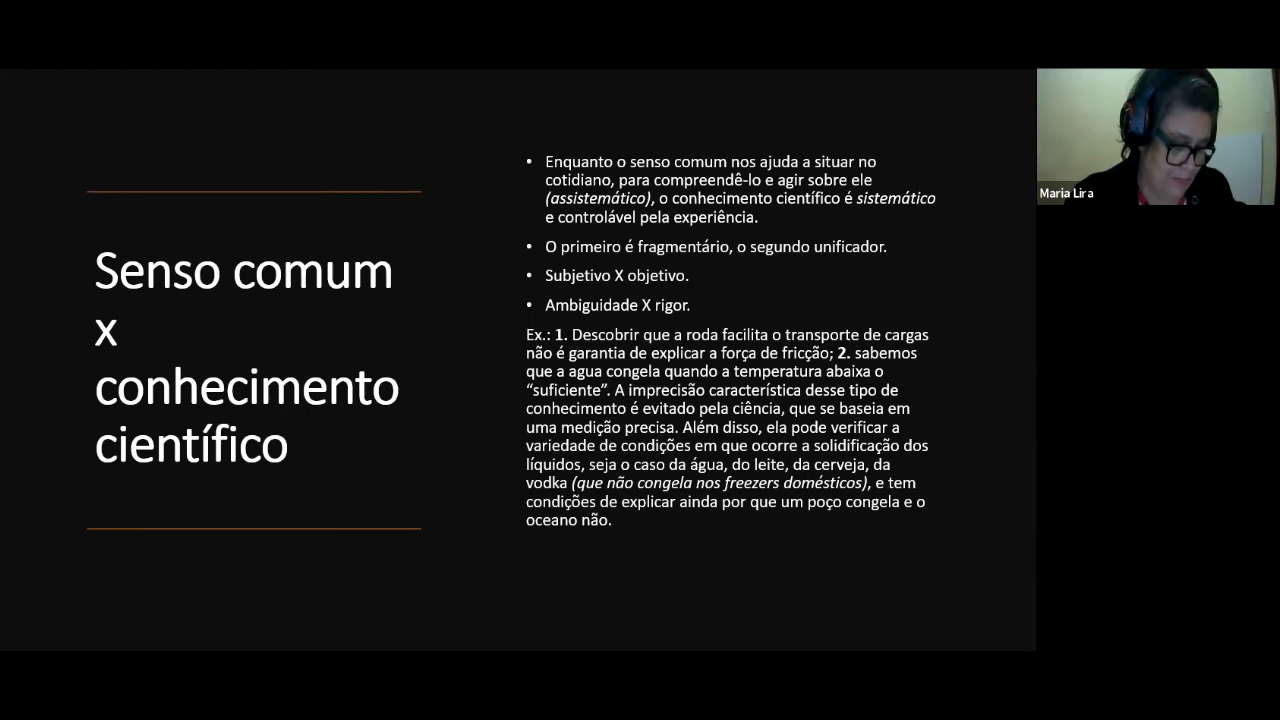 Senso comum
x
conhecimento
científico
• Enquanto o senso comum nos ajuda a situar no
cotidiano, para compreendê-lo e agir sobre ele
(assistemático), o conhecimento científico é sistemático
e controlável pela experiência.
• O primeiro é fragmentário, o segundo unificador.
• Subjetivo X objetivo.
• Ambiguidade X rigor.
Ex.: 1. Descobrir que a roda facilita o transporte de cargas
não é garantia de explicar a força de fricção; 2. sabemos
que a agua congela quando a temperatura abaixa o
“suficiente”. A imprecisão característica desse tipo de
conhecimento é evitado pela ciência, que se baseia em
uma medição precisa. Além disso, ela pode verificar a
variedade de condições em que ocorre a solidificação dos
líquidos, seja o caso da água, do leite, da cerveja, da
vodka (que não congela nos freezers domésticos), e tem
condições de explicar ainda por que um poço congela e o
oceano não.
Maria Lira